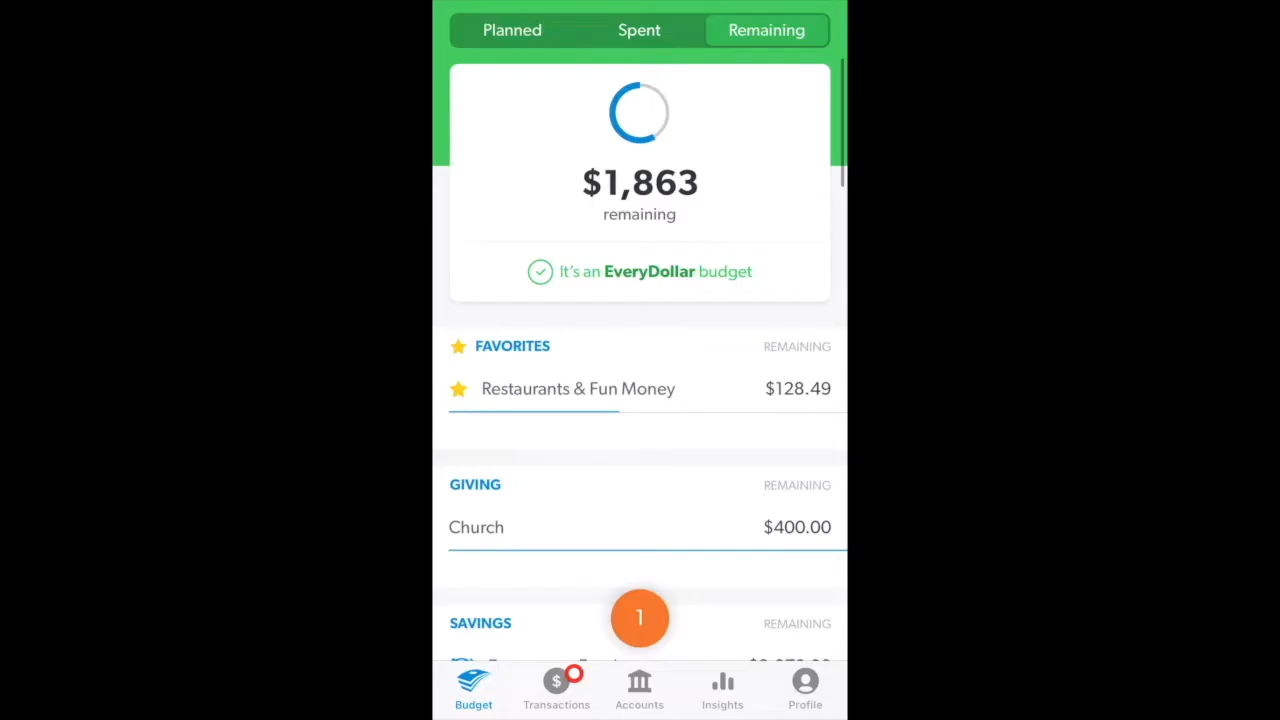 Planned Spent Remaining
$1,863
remaining
It's an EveryDollar budget
FAVORITES REMAINING
Restaurants & Fun Money $128.49
GIVING REMAINING
Church $400.00
1
SAVINGS REMAINING
$
Budget Transactions Accounts Insights Profile